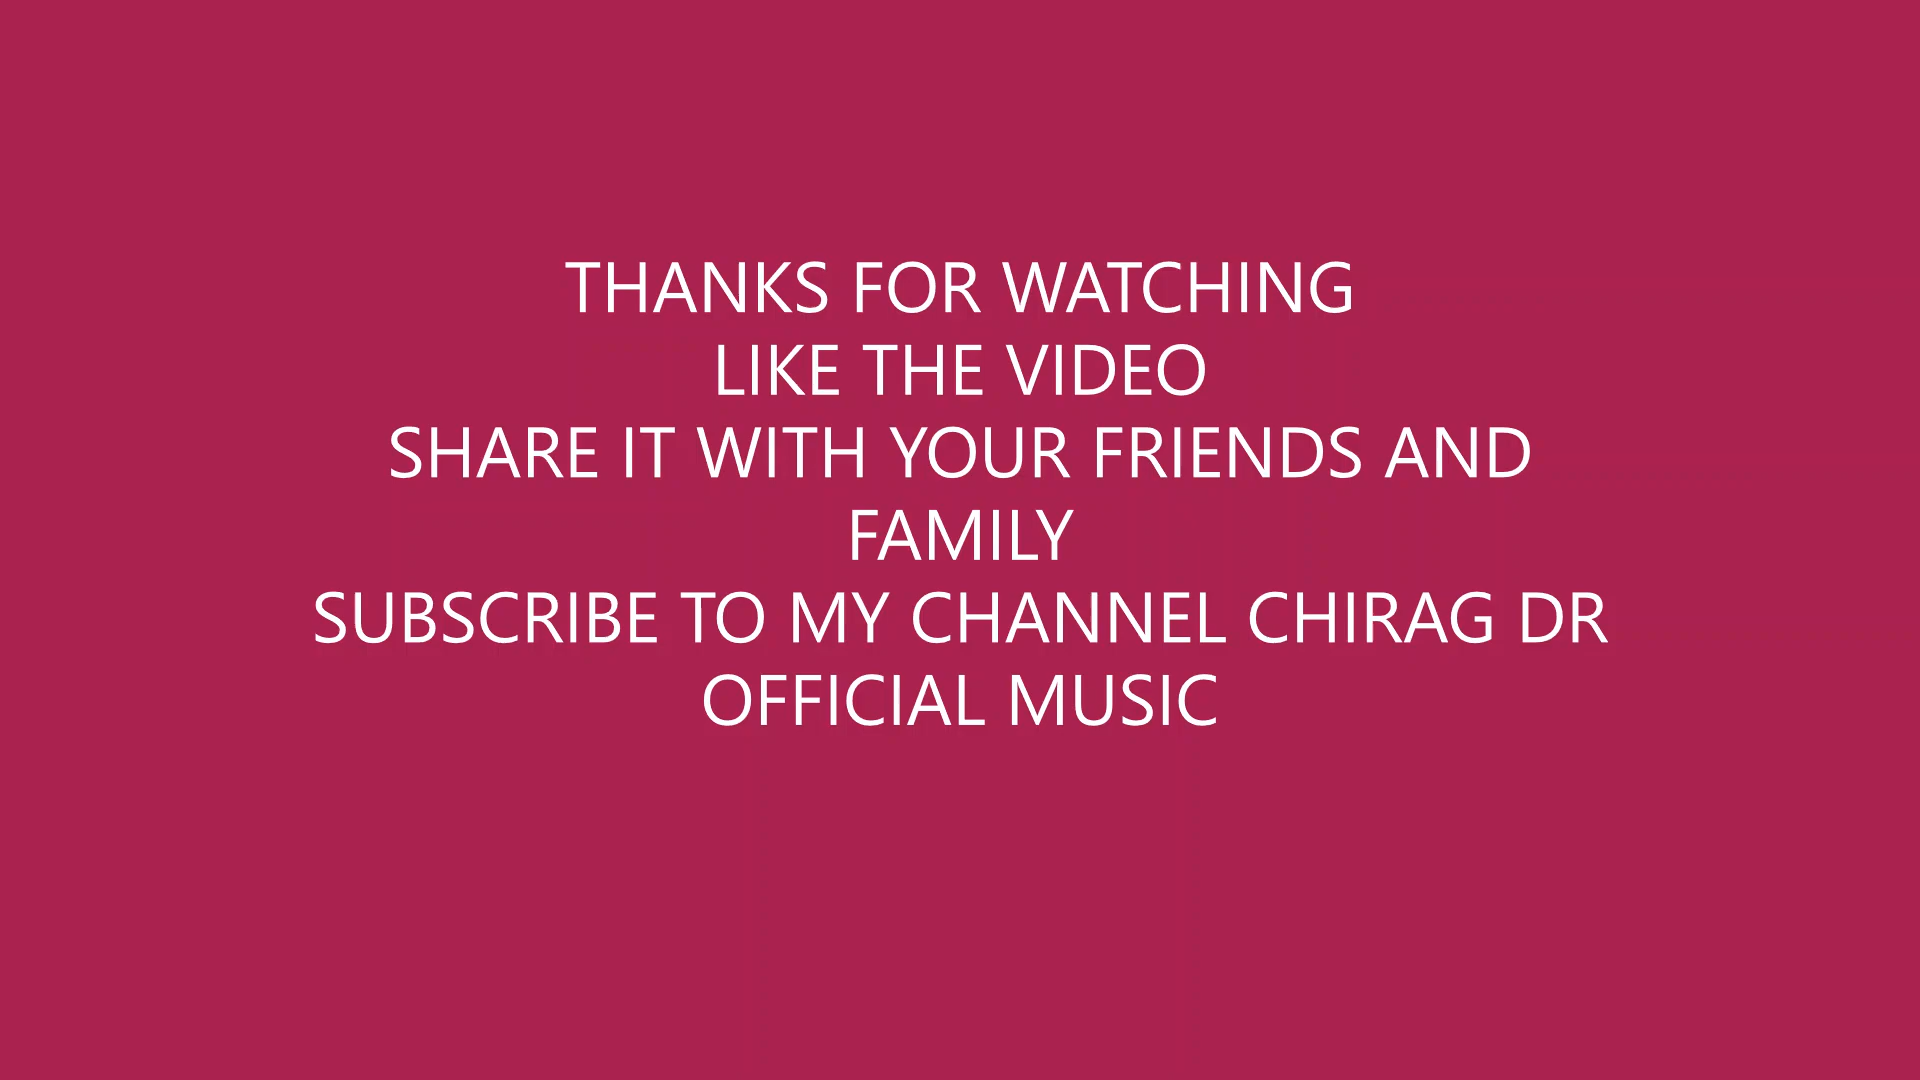 THANKS FOR WATCHING
LIKE THE VIDEO
SHARE IT WITH YOUR FRIENDS AND
FAMILY
SUBSCRIBE TO MY CHANNEL CHIRAG DR
OFFICIAL MUSIC